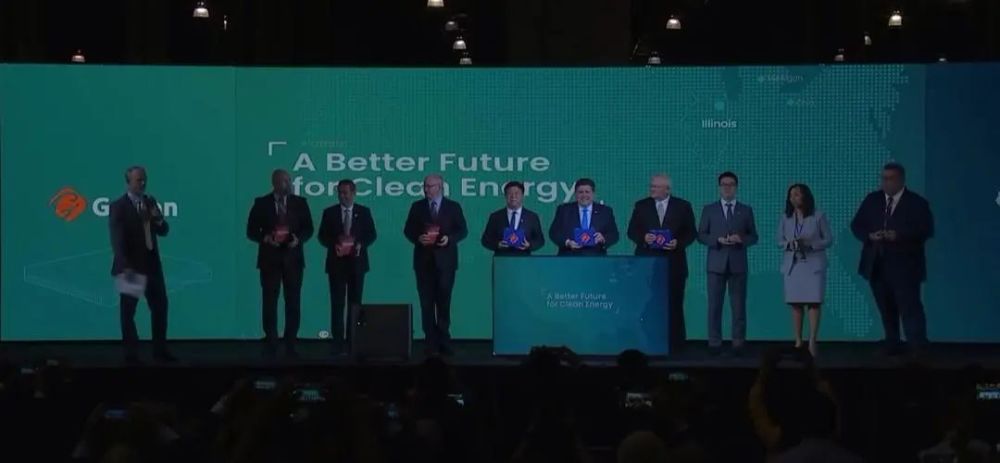 Illinois
A Better Future
for Clean Energy
A Better Future
for Clean Energy